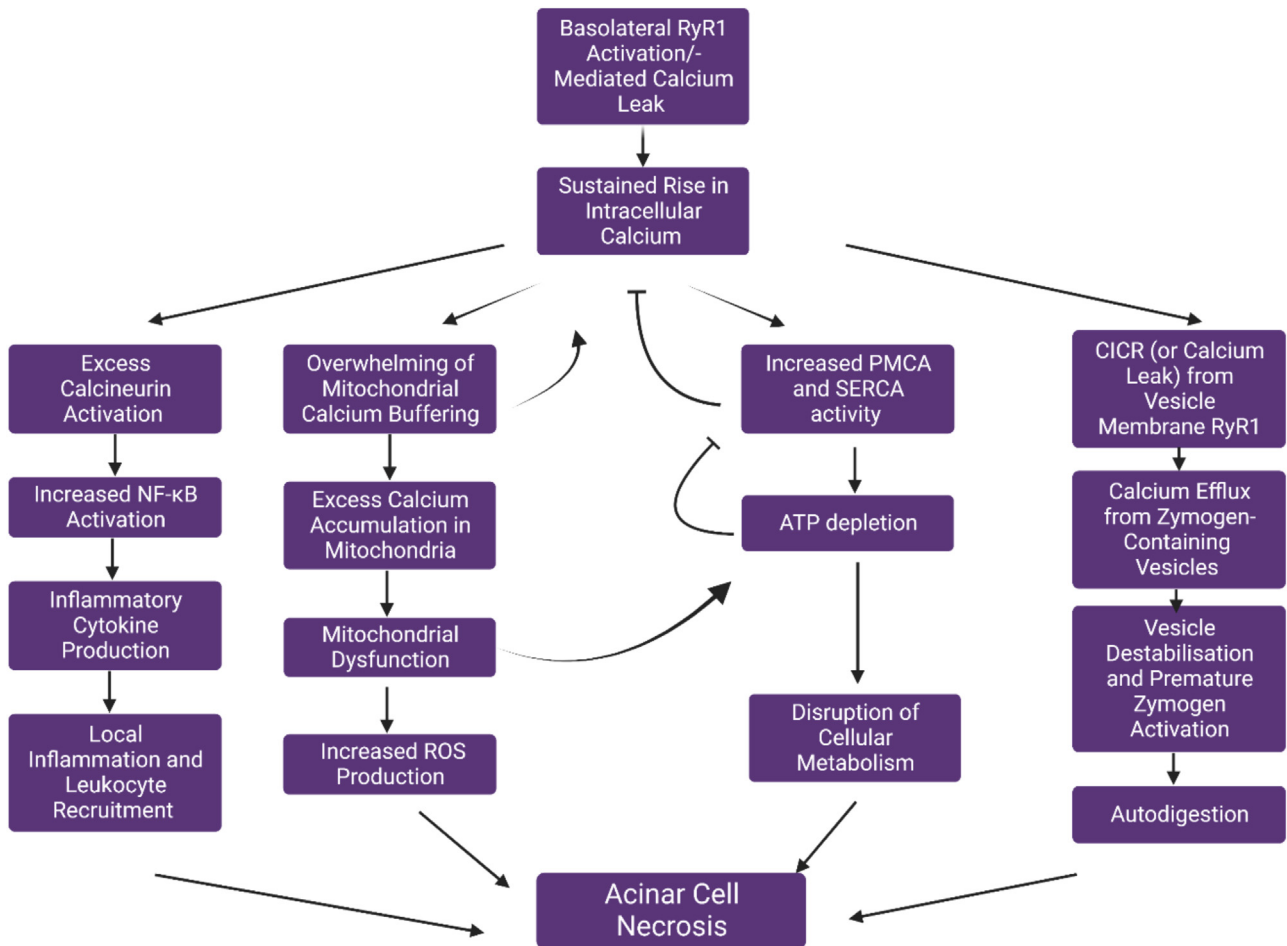 Basolateral RyR1
Activation/-
Mediated Calcium
Leak
Sustained Rise in
Intracellular
Calcium
Excess
Calcineurin
Activation
Increased NF-κB
Activation
Inflammatory
Cytokine
Production
Local
Inflammation and
Leukocyte
Recruitment
Overwhelming of
Mitochondrial
Calcium Buffering
Excess Calcium
Accumulation in
Mitochondria
Mitochondrial
Dysfunction
Increased ROS
Production
Increased PMCA
and SERCA
activity
ATP depletion
Disruption of
Cellular
Metabolism
CICR (or Calcium
Leak) from
Vesicle
Membrane RyR1
Calcium Efflux
from Zymogen-
Containing
Vesicles
Vesicle
Destabilisation
and Premature
Zymogen
Activation
Autodigestion
Acinar Cell
Necrosis